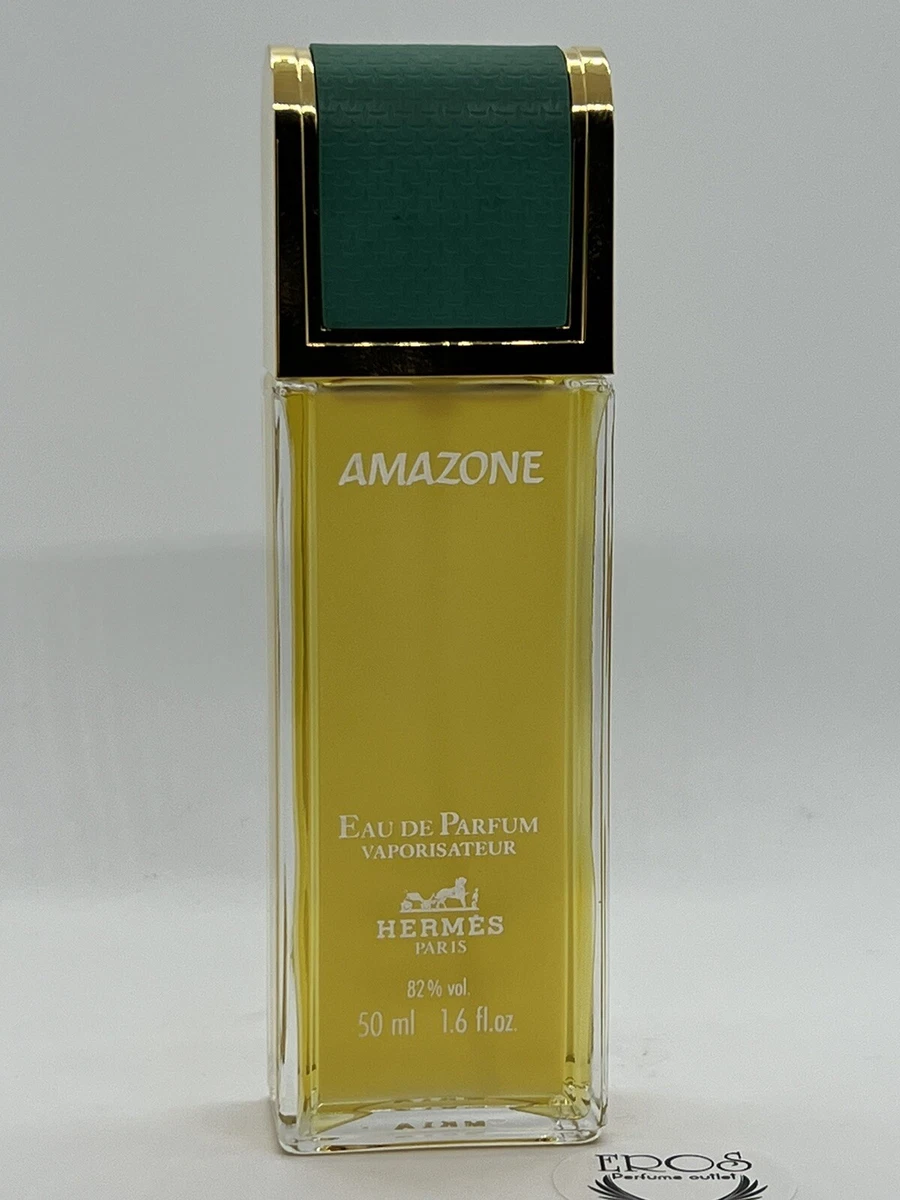 AMAZONE
EAU DE PARFUM
VAPORISATEUR
HERMÈS
PARIS
82% vol.
50 ml 1.6 fl.oz.
EROS
Perfume outlet